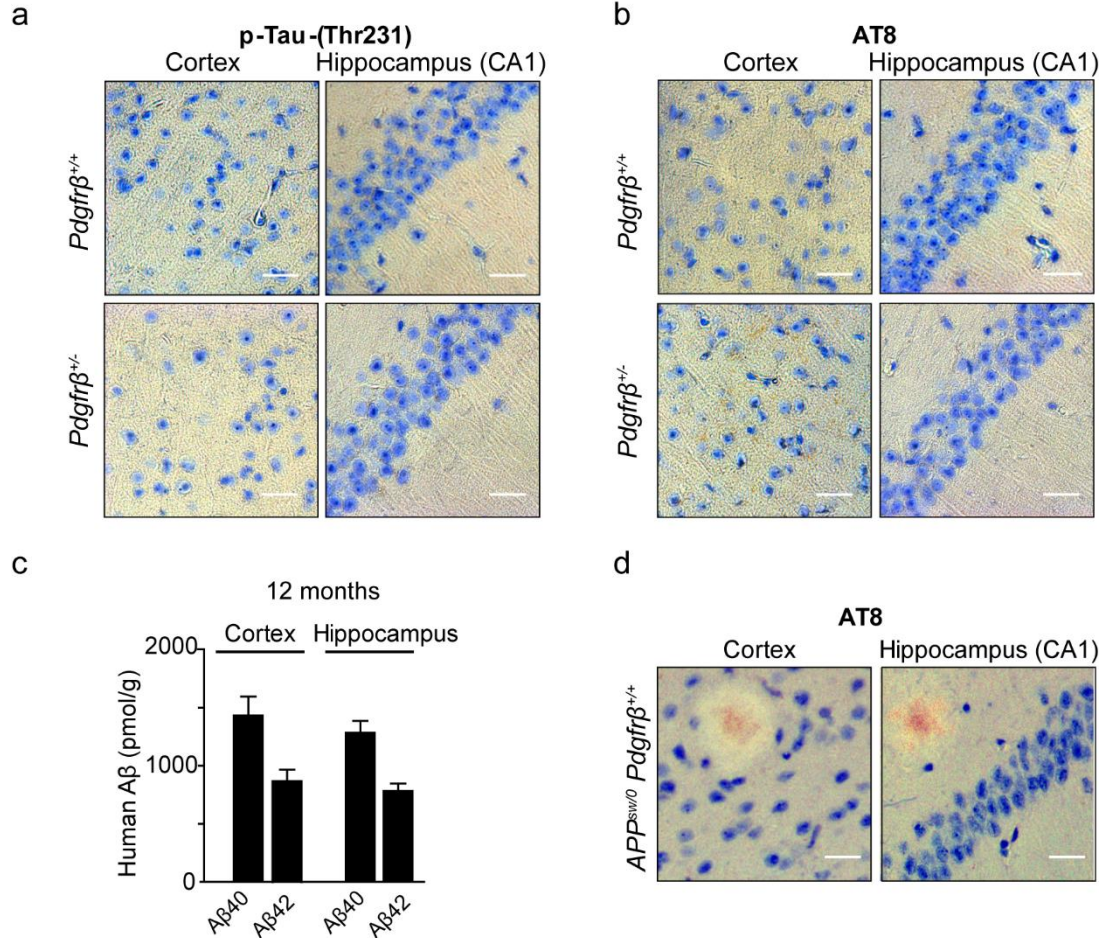 a
p-Tau-(Thr231)
Cortex Hippocampus (CA1)
Pdgfrβ+/+
Pdgfrβ+/-
b
AT8
Cortex Hippocampus (CA1)
Pdgfrβ+/+
Pdgfrβ+/-
c
12 months
Cortex Hippocampus
Human Aβ (pmol/g)
2000
1000
0
Aβ40 Aβ42 Aβ40 Aβ42
d
AT8
Cortex Hippocampus (CA1)
APPsw/0 Pdgfrβ+/+